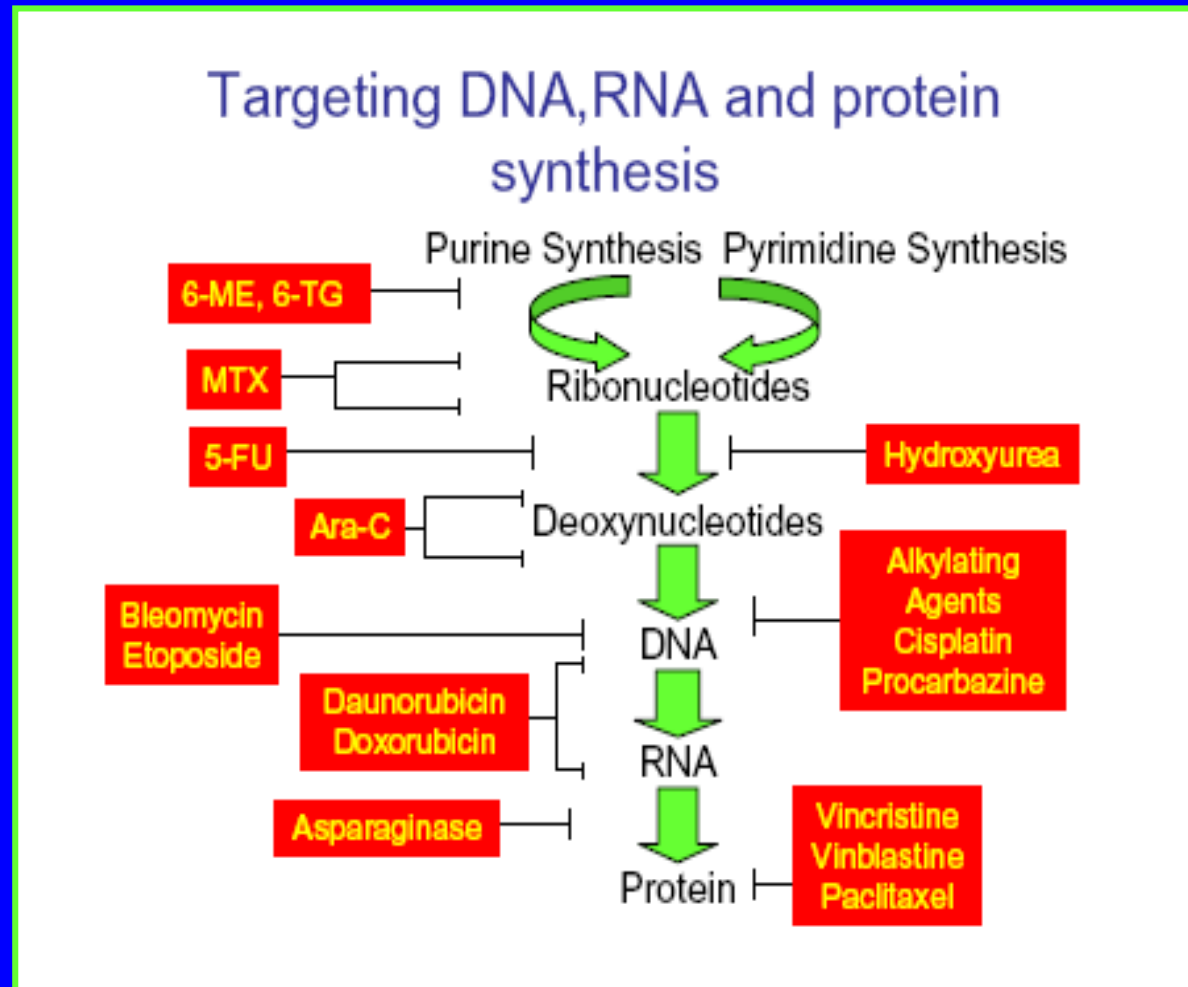 Targeting DNA,RNA and protein
synthesis
Purine Synthesis Pyrimidine Synthesis
6-ME, 6-TG
MTX
Ribonucleotides
5-FU
Hydroxyurea
Ara-C
Deoxynucleotides
Alkylating
Agents
Cisplatin
Procarbazine
Bleomycin
Etoposide
DNA
Daunorubicin
Doxorubicin
RNA
Asparaginase
Vincristine
Vinblastine
Paclitaxel
Protein